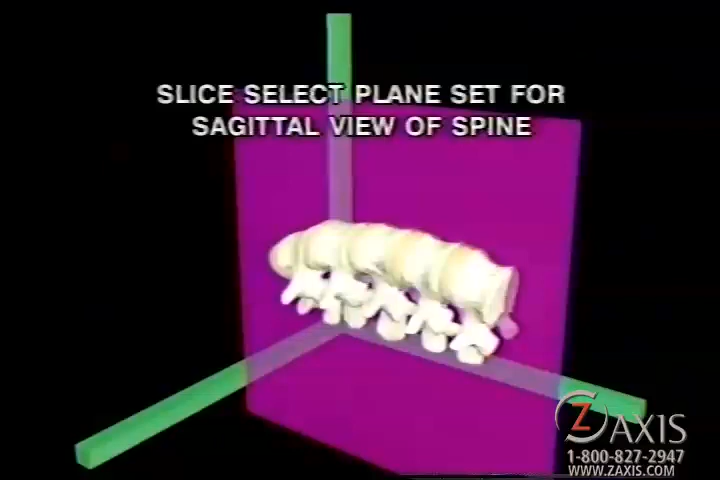 SLICE SELECT PLANE SET FOR
SAGITTAL VIEW OF SPINE
Z AXIS
1-800-827-2947
WWW.ZAXIS.COM